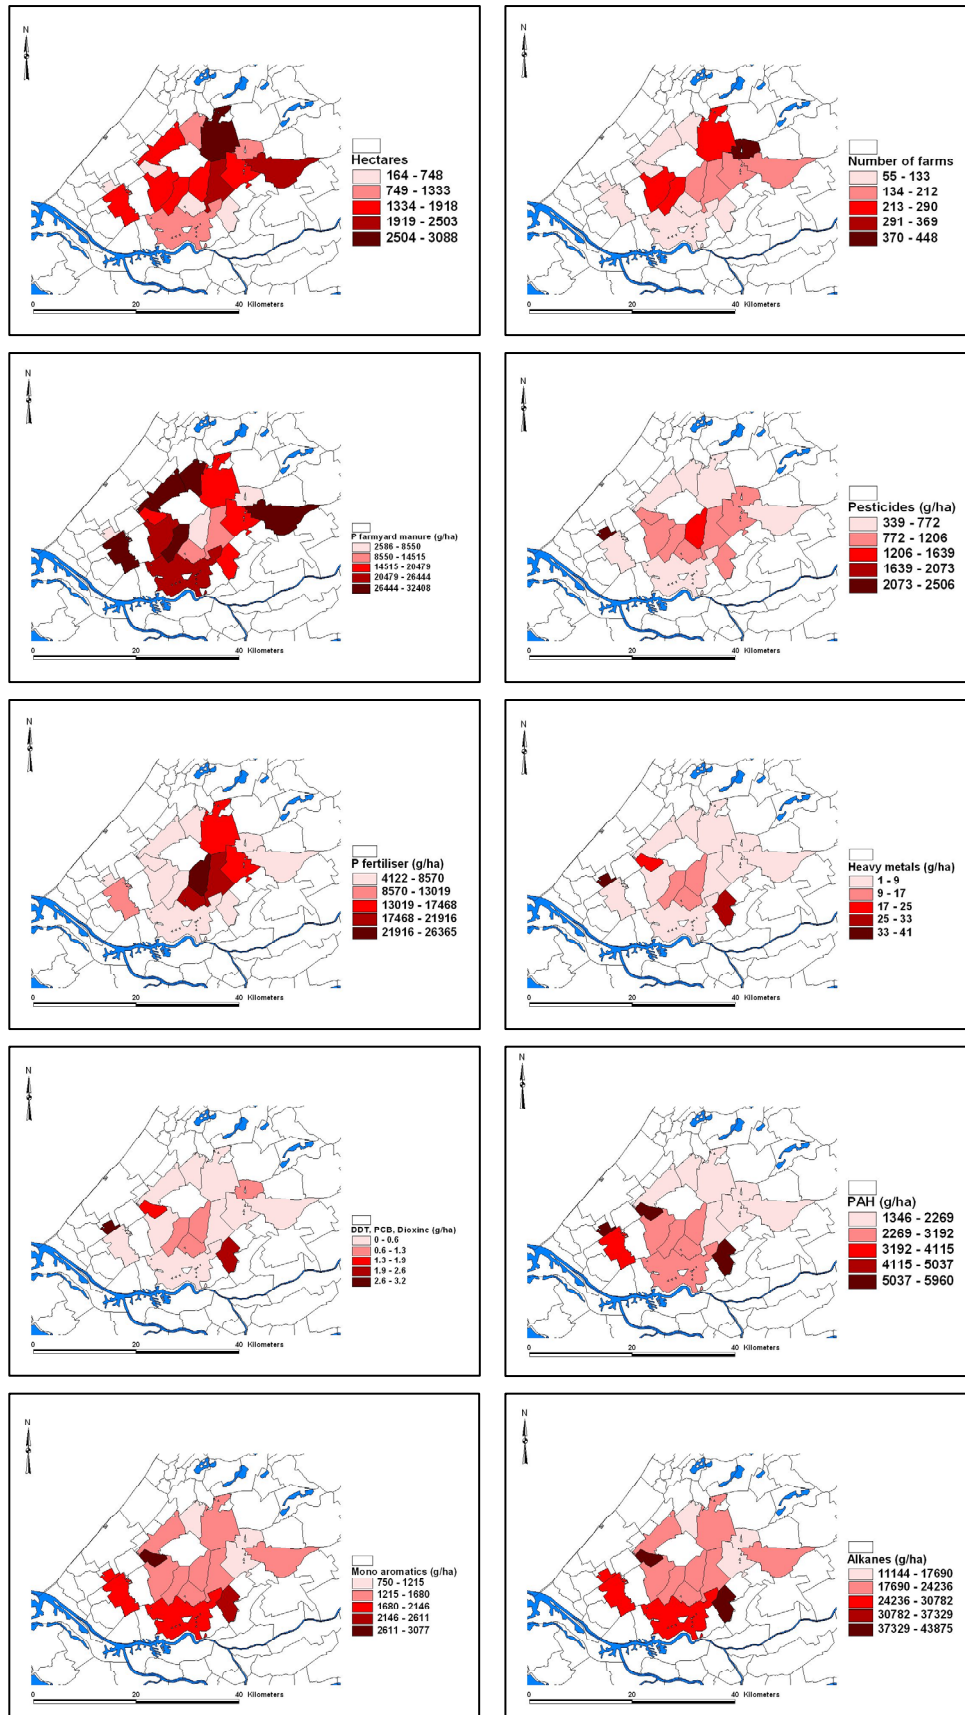 N
Hectares
164 - 748
749 - 1333
1334 - 1918
1919 - 2503
2504 - 3088
0 20 40 Kilometers
N
Number of farms
55 - 133
134 - 212
213 - 290
291 - 369
370 - 448
0 20 40 Kilometers
N
P farmyard manure (g/ha)
2586 - 8550
8550 - 14515
14515 - 20479
20479 - 26444
26444 - 32408
0 20 40 Kilometers
N
Pesticides (g/ha)
339 - 772
772 - 1206
1206 - 1639
1639 - 2073
2073 - 2506
0 20 40 Kilometers
N
P fertiliser (g/ha)
4122 - 8570
8570 - 13019
13019 - 17468
17468 - 21916
21916 - 26365
0 20 40 Kilometers
N
Heavy metals (g/ha)
1 - 9
9 - 17
17 - 25
25 - 33
33 - 41
0 20 40 Kilometers
N
DDT, PCB, Dioxinc (g/ha)
0 - 0.6
0.6 - 1.3
1.3 - 1.9
1.9 - 2.6
2.6 - 3.2
0 20 40 Kilometers
N
PAH (g/ha)
1346 - 2269
2269 - 3192
3192 - 4115
4115 - 5037
5037 - 5960
0 20 40 Kilometers
N
Mono aromatics (g/ha)
750 - 1215
1215 - 1680
1680 - 2146
2146 - 2611
2611 - 3077
0 20 40 Kilometers
N
Alkanes (g/ha)
11144 - 17690
17690 - 24236
24236 - 30782
30782 - 37329
37329 - 43875
0 20 40 Kilometers